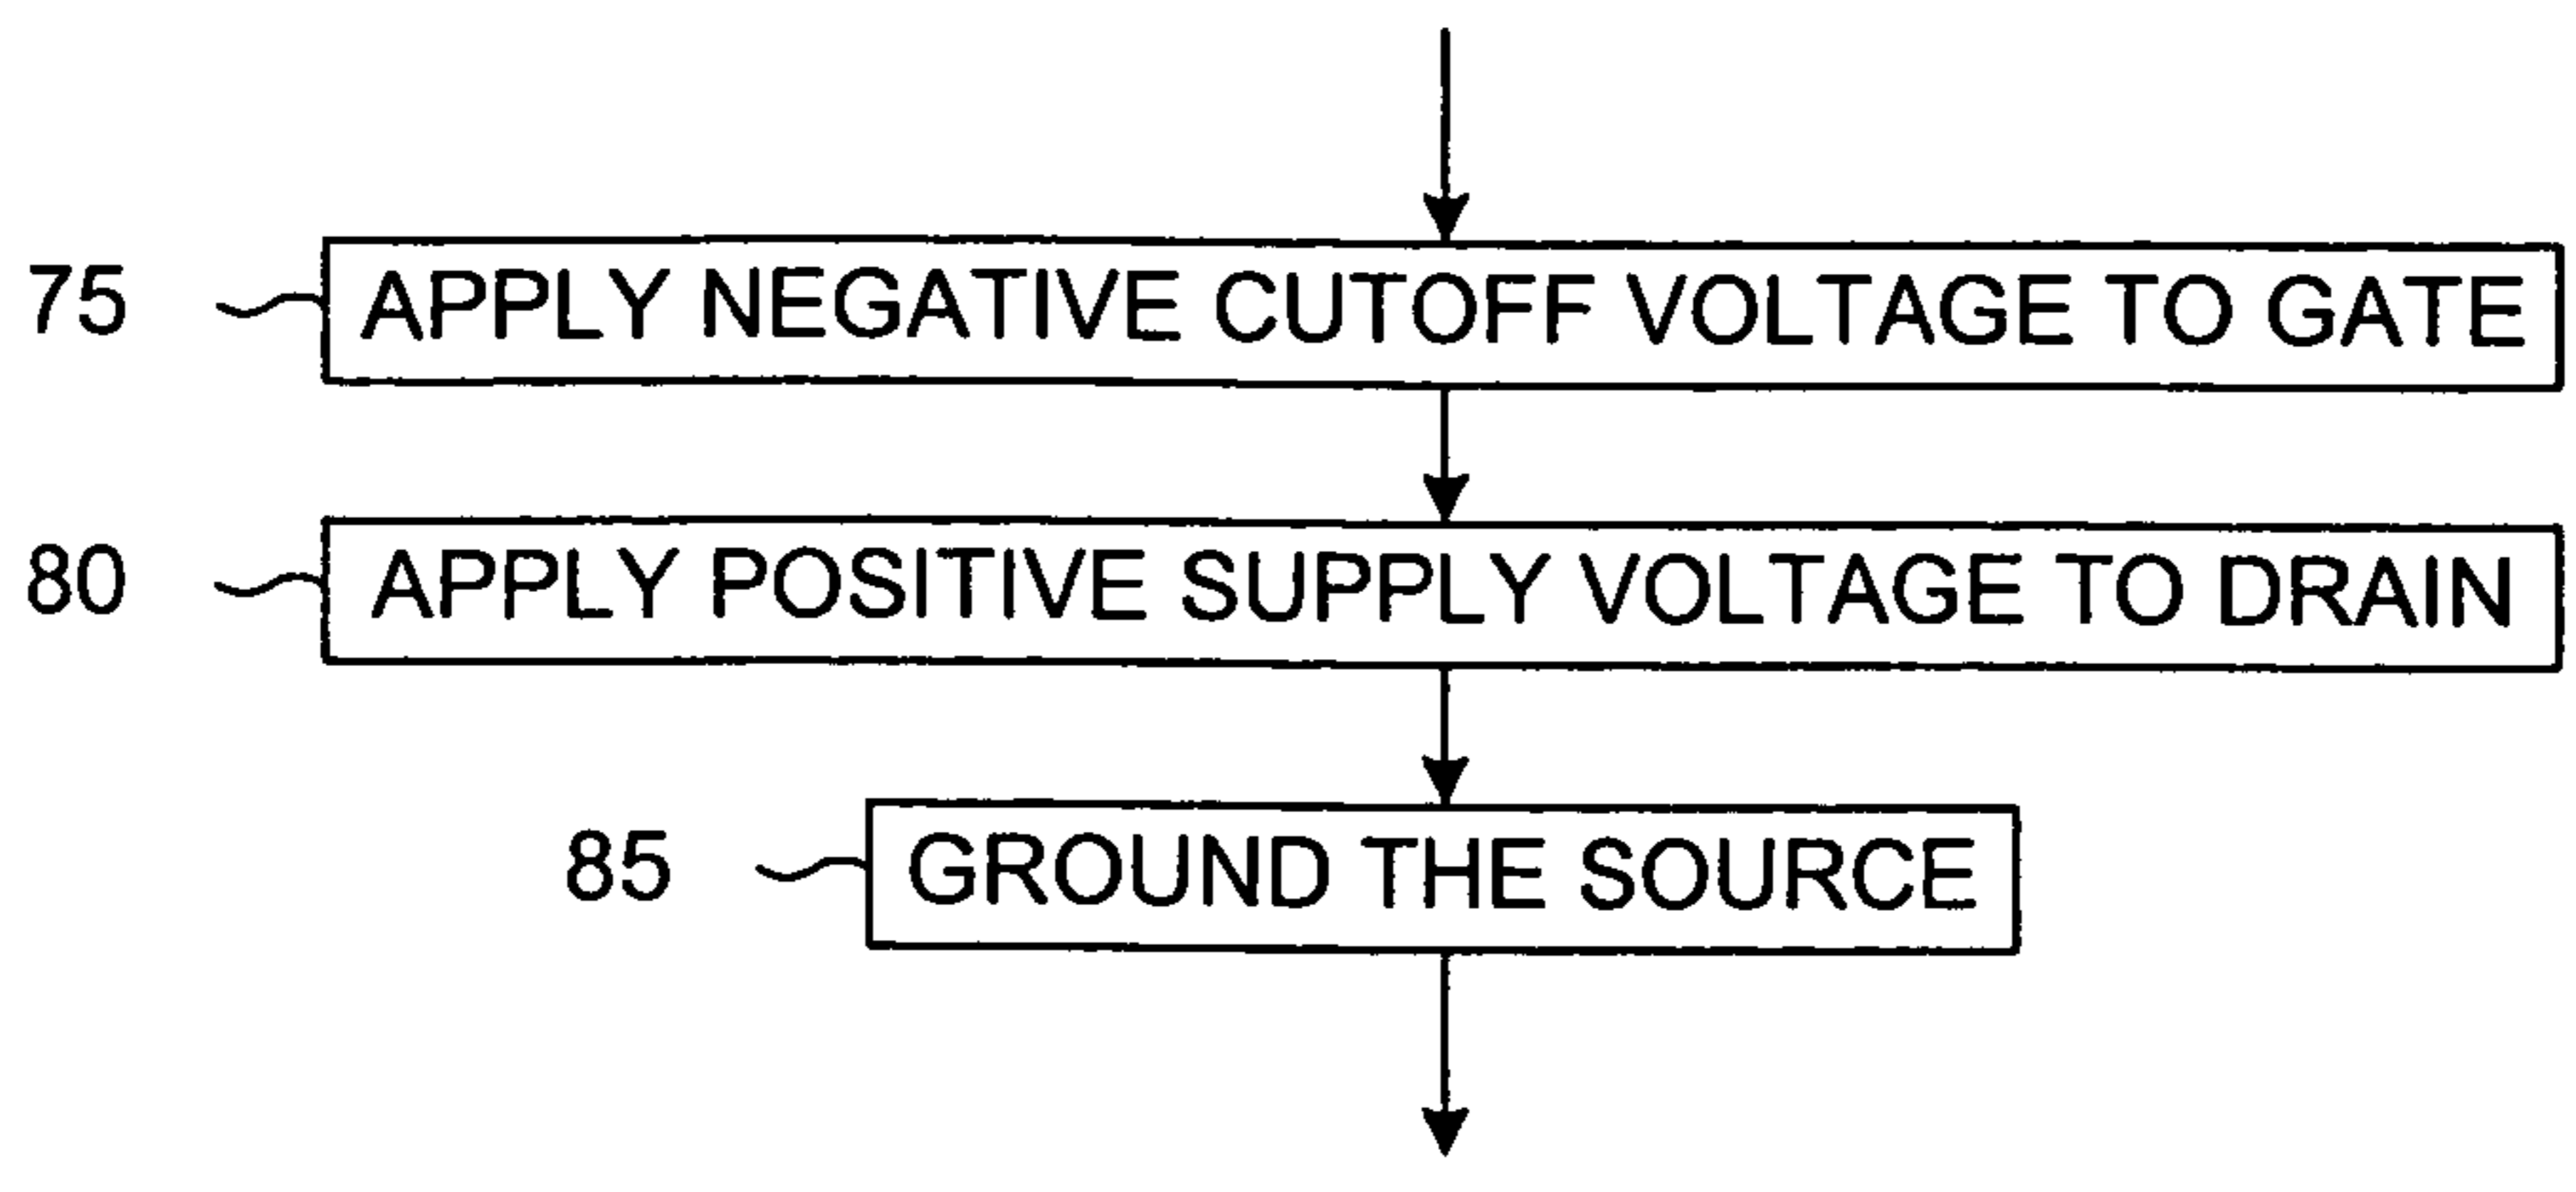 75 APPLY NEGATIVE CUTOFF VOLTAGE TO GATE
80 APPLY POSITIVE SUPPLY VOLTAGE TO DRAIN
85 GROUND THE SOURCE